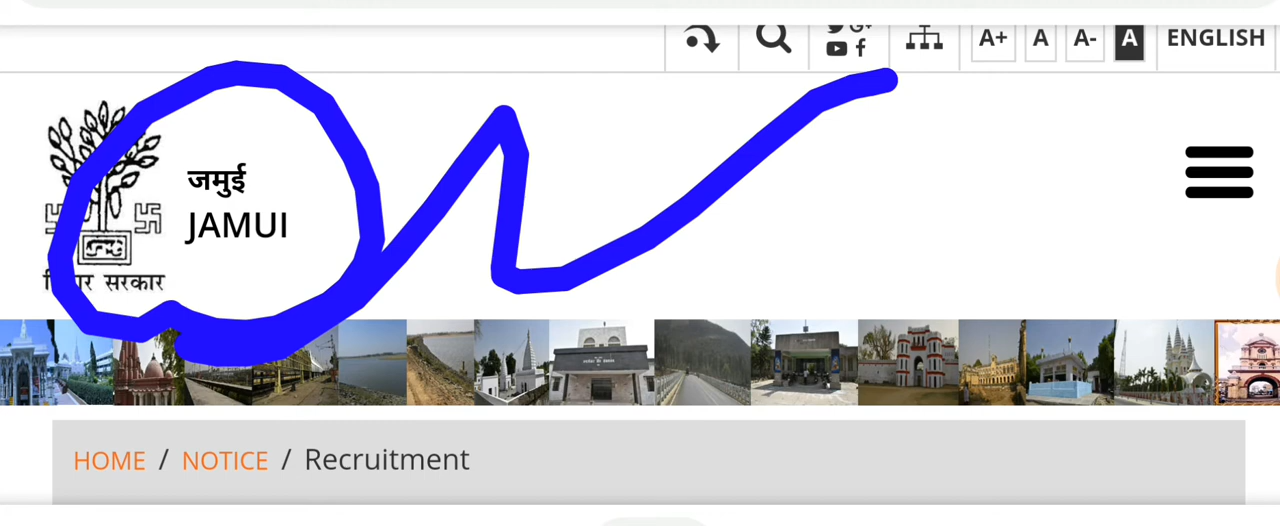 A+ A A- A ENGLISH
जमुई
JAMUI
सरकार
HOME / NOTICE / Recruitment